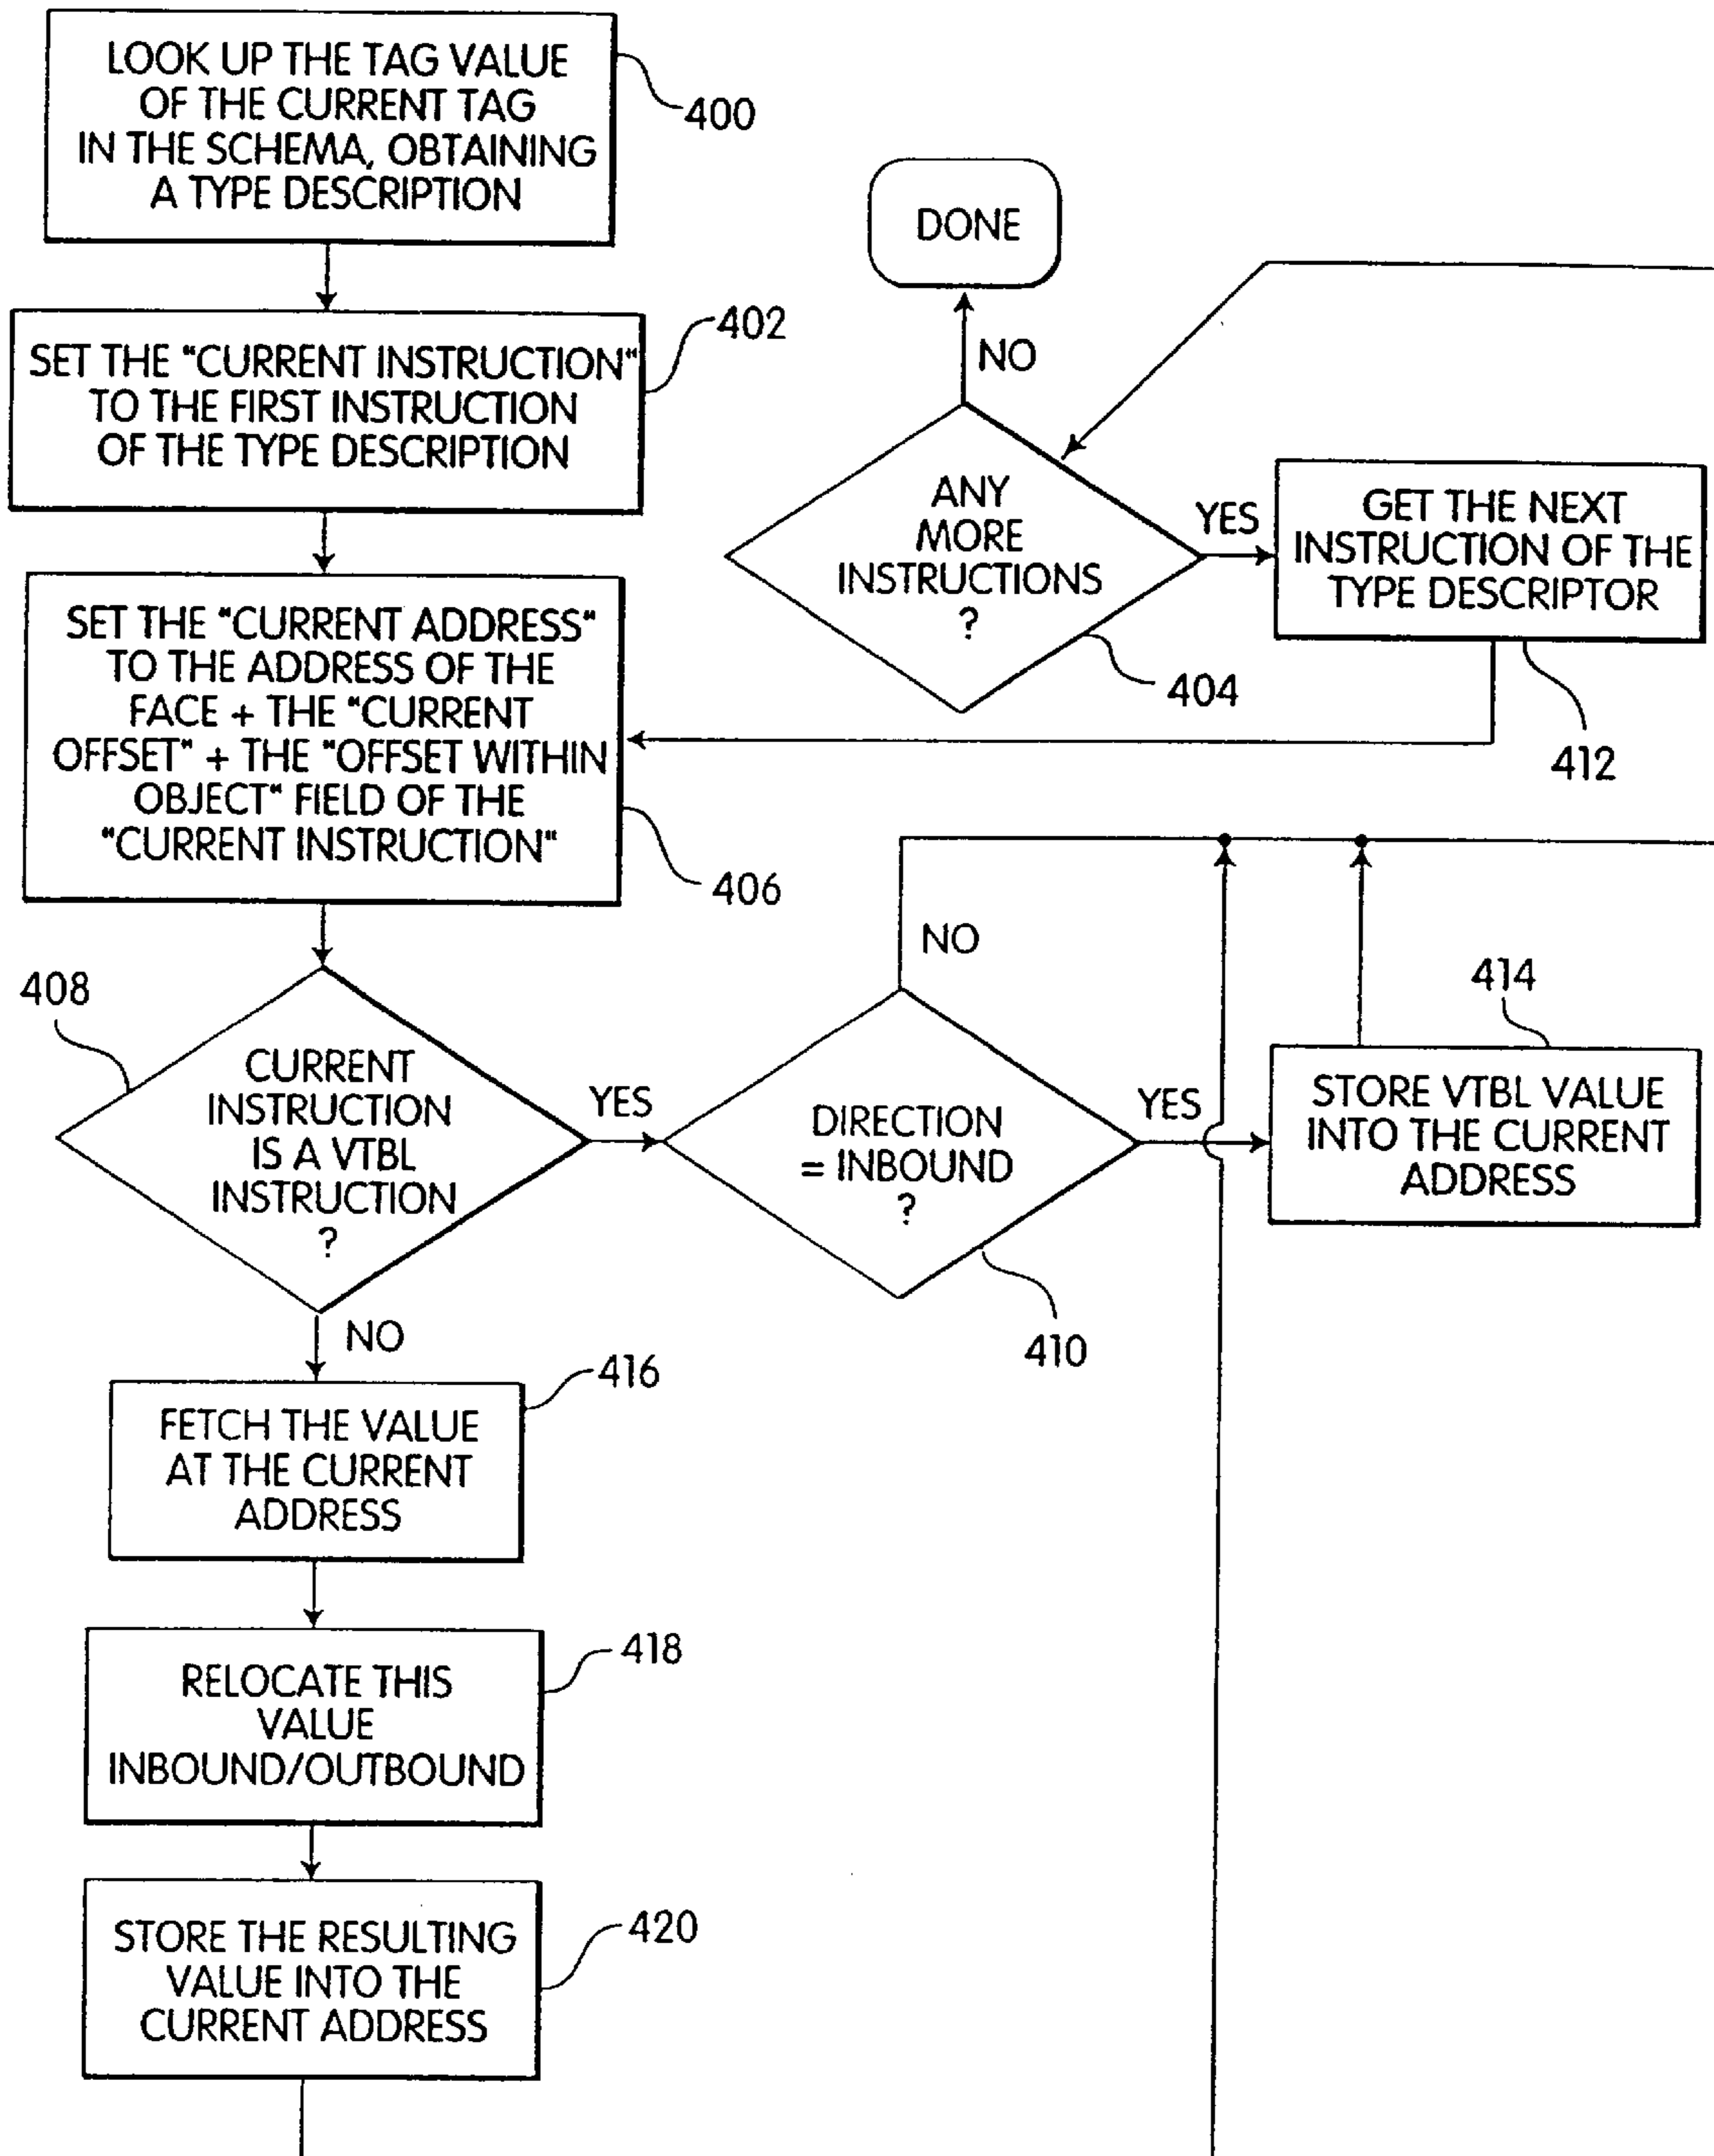 LOOK UP THE TAG VALUE
OF THE CURRENT TAG
IN THE SCHEMA, OBTAINING
A TYPE DESCRIPTION
400
SET THE "CURRENT INSTRUCTION"
TO THE FIRST INSTRUCTION
OF THE TYPE DESCRIPTION
402
DONE
NO
ANY
MORE
INSTRUCTIONS
?
404
YES
GET THE NEXT
INSTRUCTION OF THE
TYPE DESCRIPTOR
412
SET THE "CURRENT ADDRESS"
TO THE ADDRESS OF THE
FACE + THE "CURRENT
OFFSET" + THE "OFFSET WITHIN
OBJECT" FIELD OF THE
"CURRENT INSTRUCTION"
406
408
CURRENT
INSTRUCTION
IS A VTBL
INSTRUCTION
?
YES
NO
DIRECTION
= INBOUND
?
410
NO
YES
414
STORE VTBL VALUE
INTO THE CURRENT
ADDRESS
416
FETCH THE VALUE
AT THE CURRENT
ADDRESS
418
RELOCATE THIS
VALUE
INBOUND/OUTBOUND
420
STORE THE RESULTING
VALUE INTO THE
CURRENT ADDRESS